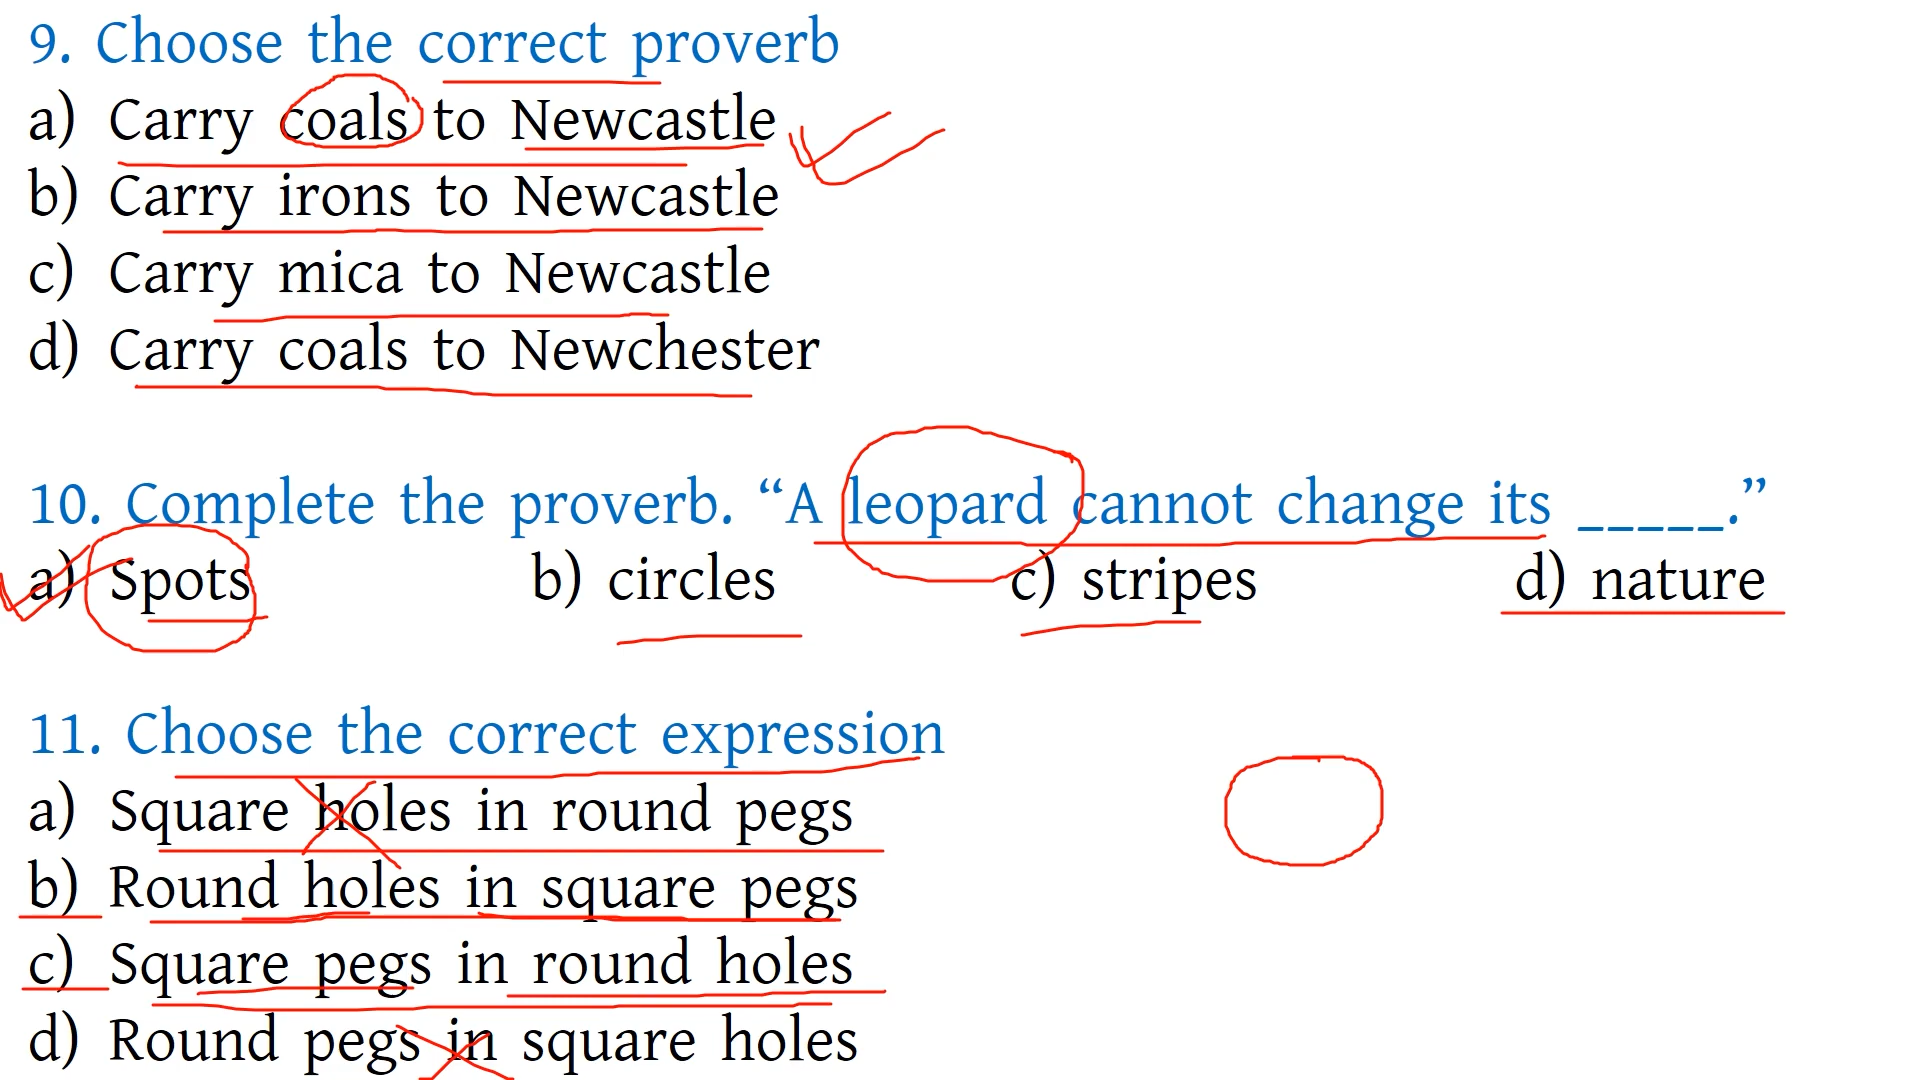 9. Choose the correct proverb
a) Carry coals to Newcastle
b) Carry irons to Newcastle
c) Carry mica to Newcastle
d) Carry coals to Newchester
10. Complete the proverb. “A leopard cannot change its _____.”
a) Spots b) circles c) stripes d) nature
11. Choose the correct expression
a) Square holes in round pegs
b) Round holes in square pegs
c) Square pegs in round holes
d) Round pegs in square holes